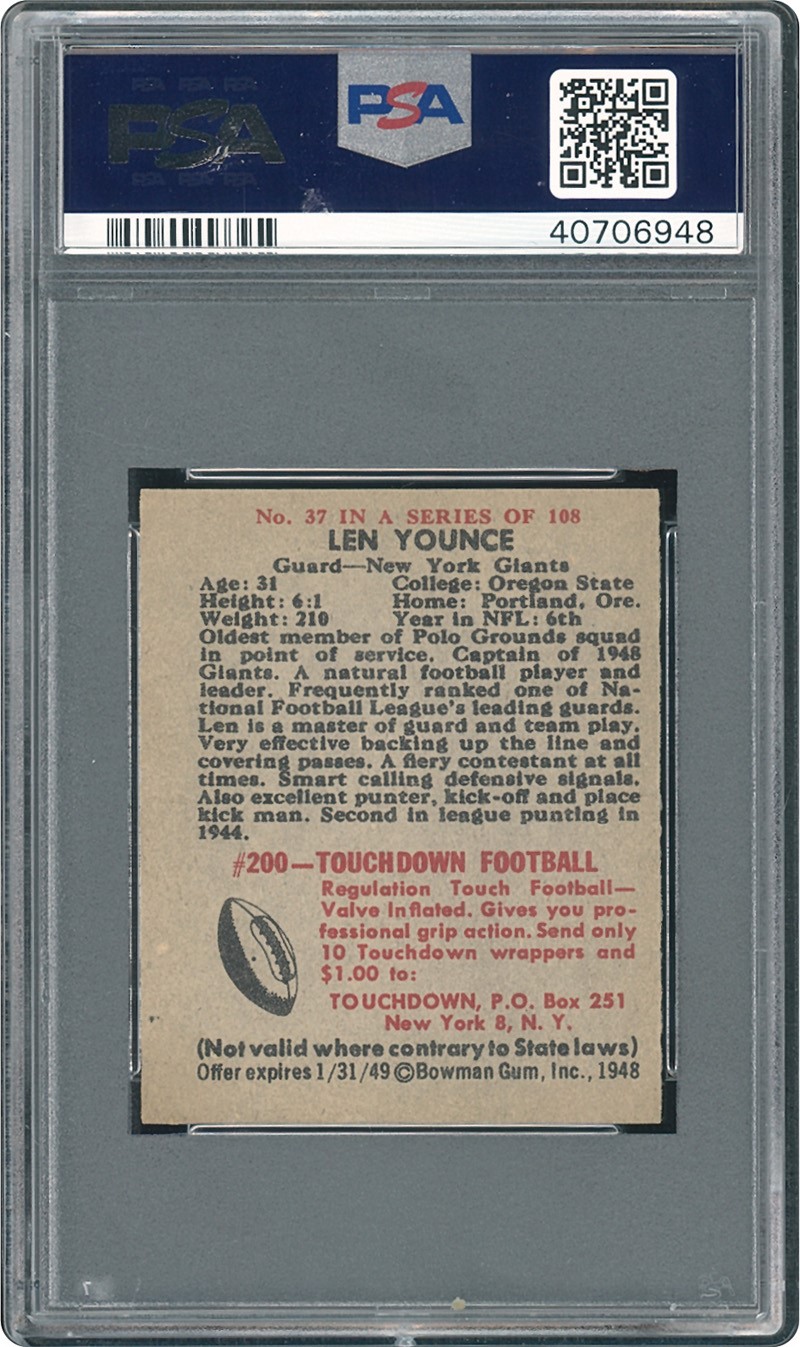 PSA PSA PSA
PSA
PSA PSA PSA
PSA
40706948
No. 37 IN A SERIES OF 108
LEN YOUNCE
Guard—New York Giants
Age: 31 College: Oregon State
Height: 6:1 Home: Portland, Ore.
Weight: 210 Year in NFL: 6th
Oldest member of Polo Grounds squad
in point of service. Captain of 1948
Giants. A natural football player and
leader. Frequently ranked one of Na-
tional Football League's leading guards.
Len is a master of guard and team play.
Very effective backing up the line and
covering passes. A fiery contestant at all
times. Smart calling defensive signals.
Also excellent punter, kick-off and place
kick man. Second in league punting in
1944.
#200—TOUCHDOWN FOOTBALL
Regulation Touch Football—
Valve Inflated. Gives you pro-
fessional grip action. Send only
10 Touchdown wrappers and
$1.00 to:
TOUCHDOWN, P.O. Box 251
New York 8, N. Y.
(Not valid where contrary to State laws)
Offer expires 1/31/49 ©Bowman Gum, Inc., 1948